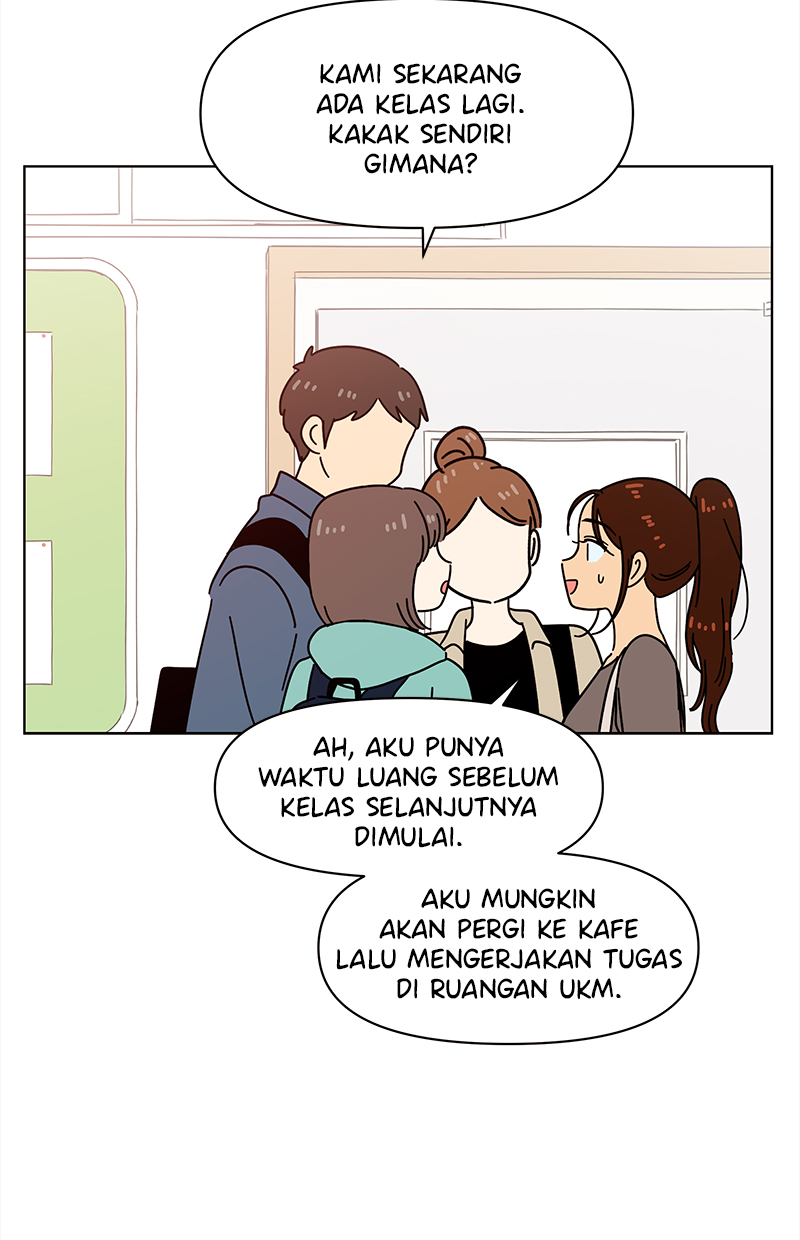 KAMI SEKARANG
ADA KELAS LAGI.
KAKAK SENDIRI
GIMANA?
AH, AKU PUNYA
WAKTU LUANG SEBELUM
KELAS SELANJUTNYA
DIMULAI.
AKU MUNGKIN
AKAN PERGI KE KAFE
LALU MENGERJAKAN TUGAS
DI RUANGAN UKM.